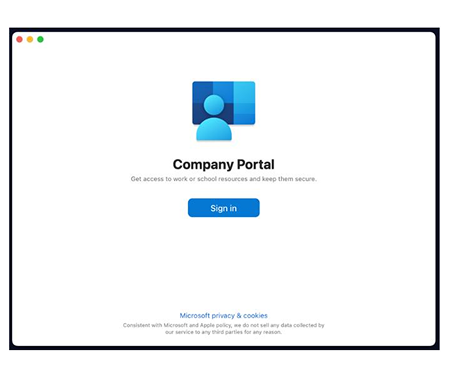 Company Portal
Get access to work or school resources and keep them secure.
Sign in
Microsoft privacy & cookies
Consistent with Microsoft and Apple policy, we do not sell any data collected by
our service to any third parties for any reason.